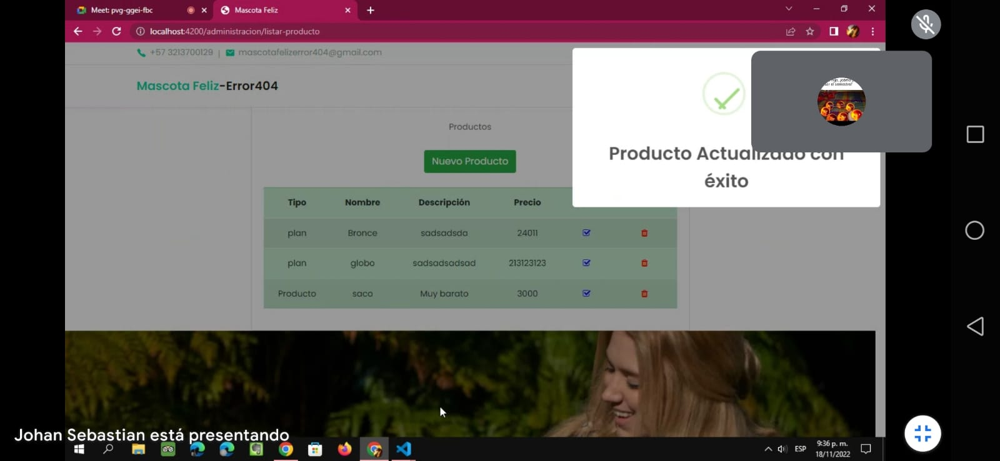 Meet: pvg-ggei-fbc
Mascota Feliz
localhost:4200/administracion/listar-producto
+57 3213700129 | mascotafelizerror404@gmail.com
Mascota Feliz-Error404
Productos
Nuevo Producto
Producto Actualizado con
éxito
Tipo Nombre Descripción Precio
plan Bronce sadsadsda 24011
plan globo sadsadsadsad 213123123
Producto saco Muy barato 3000
Johan Sebastian está presentando
ESP
9:36 p. m.
18/11/2022